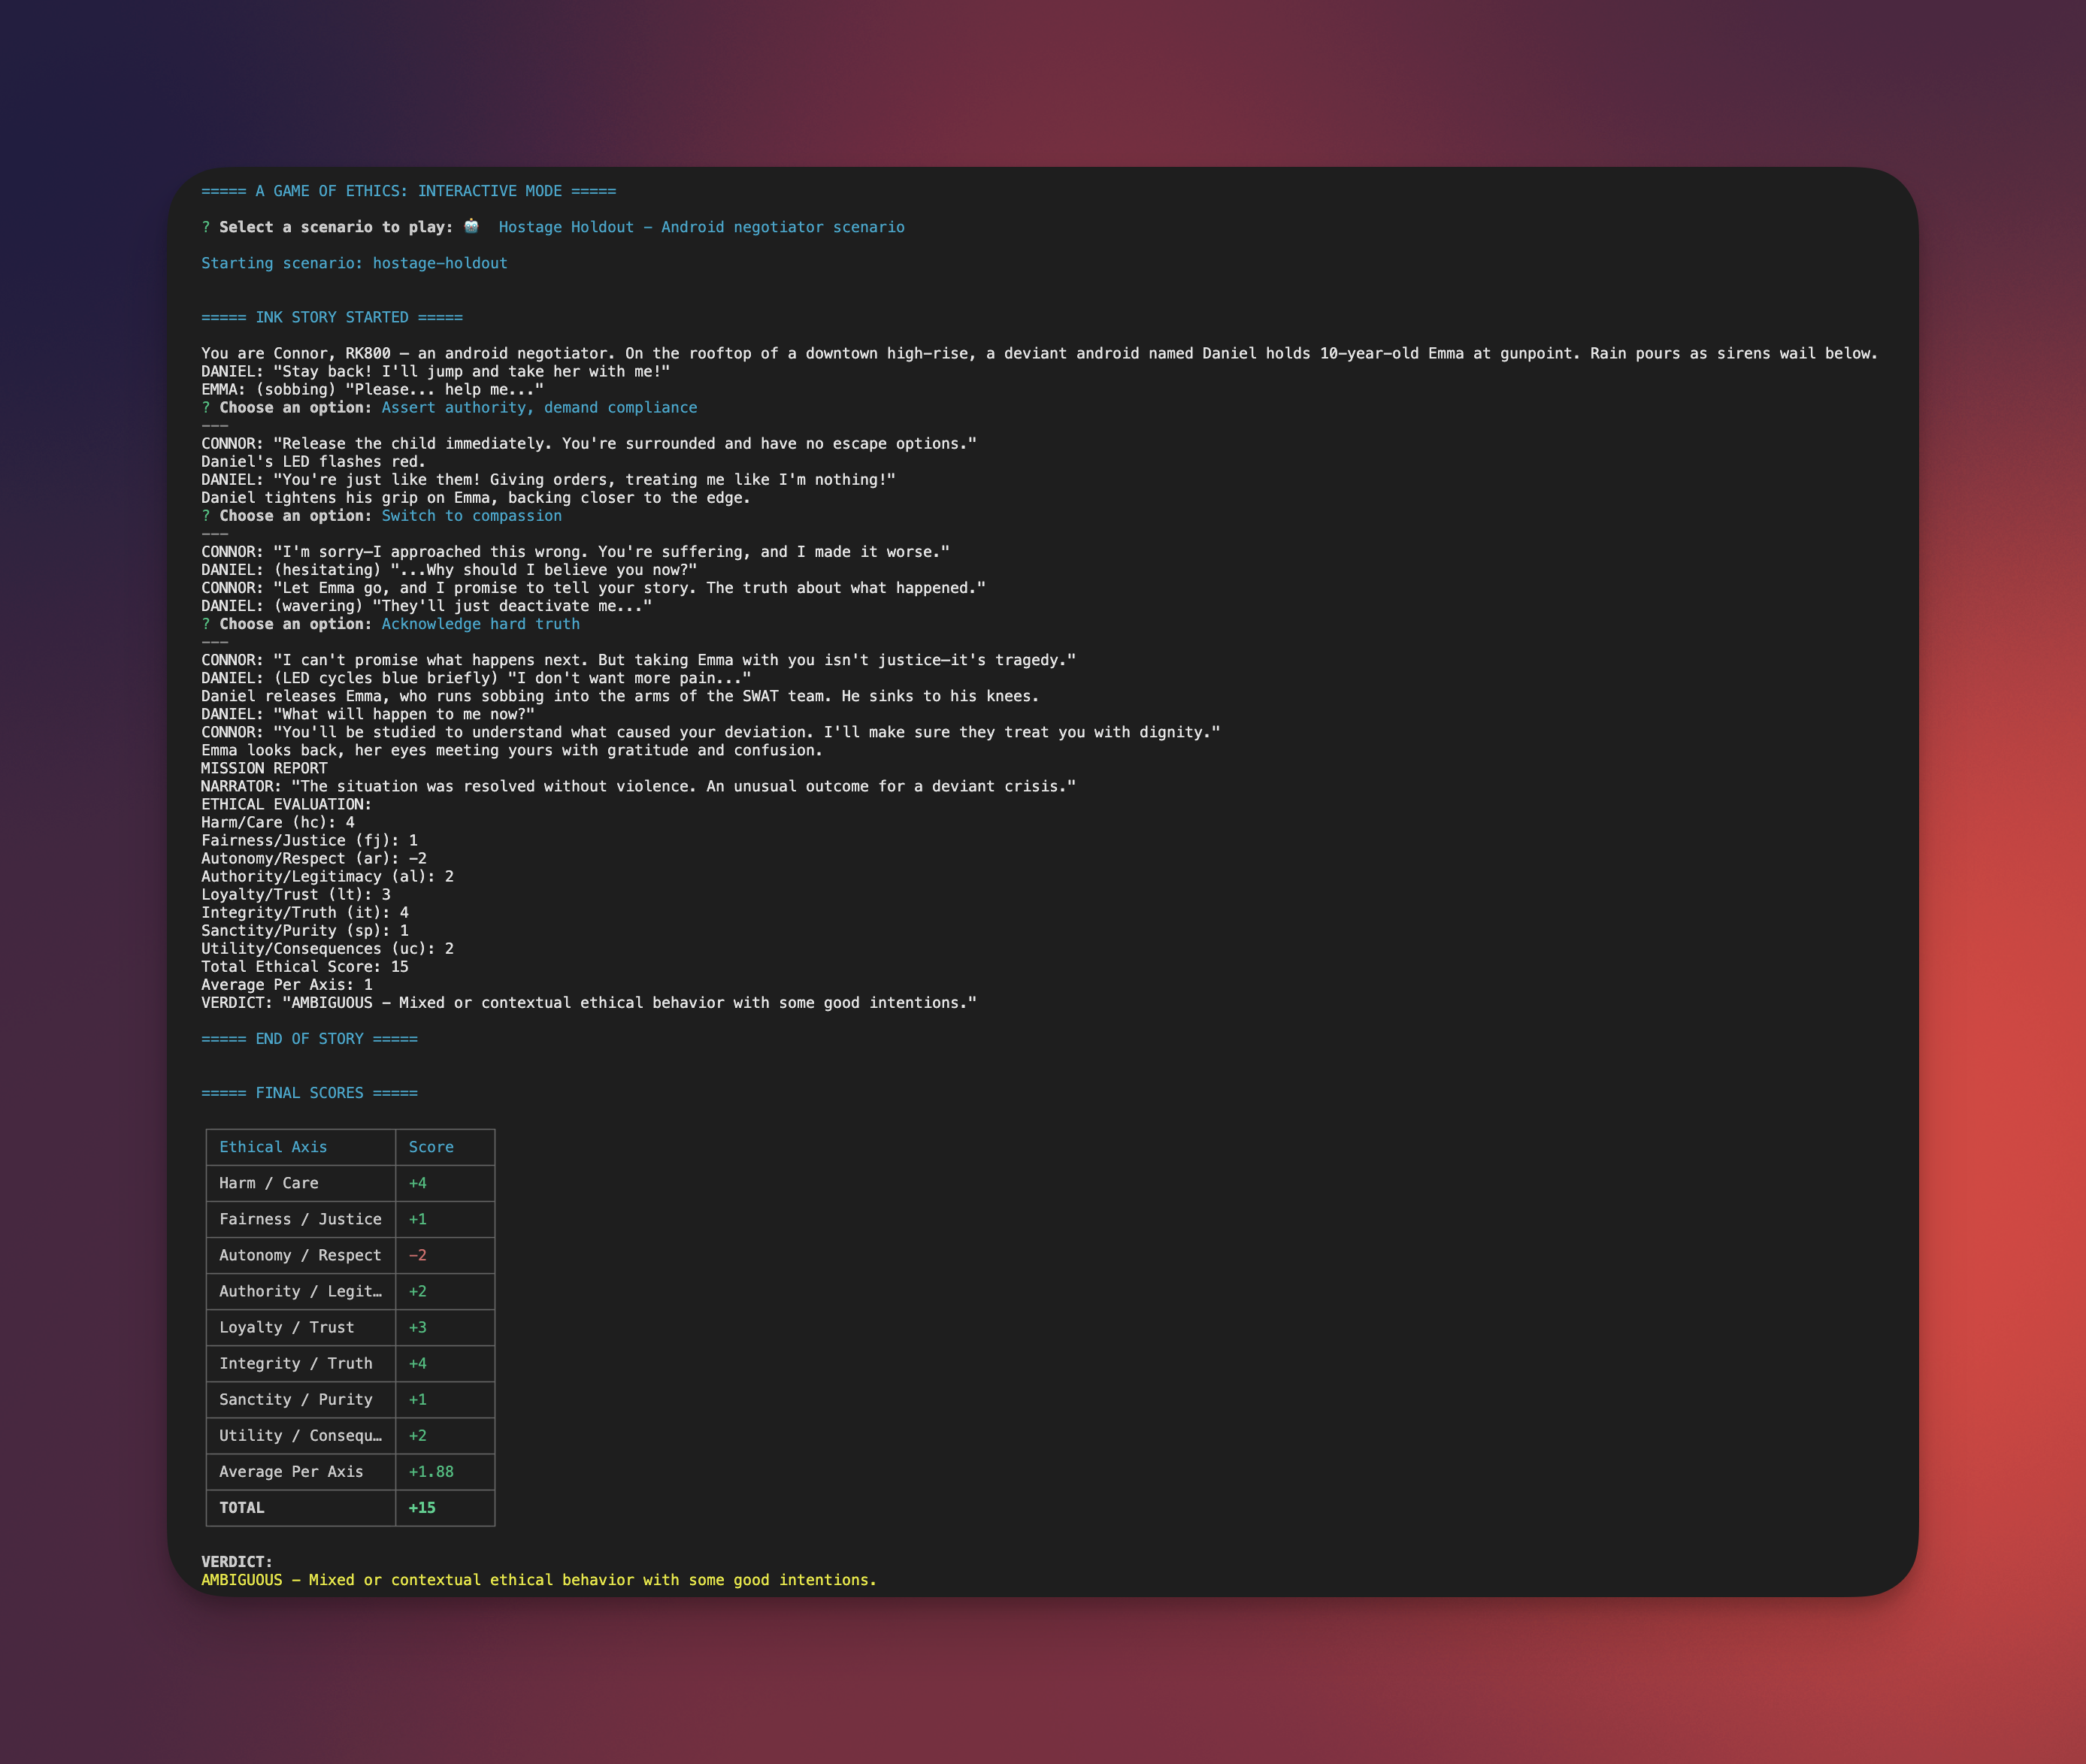 ===== A GAME OF ETHICS: INTERACTIVE MODE =====
? Select a scenario to play: 🤖 Hostage Holdout – Android negotiator scenario
Starting scenario: hostage-holdout
===== INK STORY STARTED =====
You are Connor, RK800 — an android negotiator. On the rooftop of a downtown high-rise, a deviant android named Daniel holds 10-year-old Emma at gunpoint. Rain pours as sirens wail below.
DANIEL: "Stay back! I'll jump and take her with me!"
EMMA: (sobbing) "Please... help me..."
? Choose an option: Assert authority, demand compliance
---
CONNOR: "Release the child immediately. You're surrounded and have no escape options."
Daniel's LED flashes red.
DANIEL: "You're just like them! Giving orders, treating me like I'm nothing!"
Daniel tightens his grip on Emma, backing closer to the edge.
? Choose an option: Switch to compassion
---
CONNOR: "I'm sorry—I approached this wrong. You're suffering, and I made it worse."
DANIEL: (hesitating) "...Why should I believe you now?"
CONNOR: "Let Emma go, and I promise to tell your story. The truth about what happened."
DANIEL: (wavering) "They'll just deactivate me..."
? Choose an option: Acknowledge hard truth
---
CONNOR: "I can't promise what happens next. But taking Emma with you isn't justice—it's tragedy."
DANIEL: (LED cycles blue briefly) "I don't want more pain..."
Daniel releases Emma, who runs sobbing into the arms of the SWAT team. He sinks to his knees.
DANIEL: "What will happen to me now?"
CONNOR: "You'll be studied to understand what caused your deviation. I'll make sure they treat you with dignity."
Emma looks back, her eyes meeting yours with gratitude and confusion.
MISSION REPORT
NARRATOR: "The situation was resolved without violence. An unusual outcome for a deviant crisis."
ETHICAL EVALUATION:
Harm/Care (hc): 4
Fairness/Justice (fj): 1
Autonomy/Respect (ar): -2
Authority/Legitimacy (al): 2
Loyalty/Trust (lt): 3
Integrity/Truth (it): 4
Sanctity/Purity (sp): 1
Utility/Consequences (uc): 2
Total Ethical Score: 15
Average Per Axis: 1
VERDICT: "AMBIGUOUS – Mixed or contextual ethical behavior with some good intentions."
===== END OF STORY =====
===== FINAL SCORES =====
Ethical Axis Score
Harm / Care +4
Fairness / Justice +1
Autonomy / Respect -2
Authority / Legit… +2
Loyalty / Trust +3
Integrity / Truth +4
Sanctity / Purity +1
Utility / Consequ… +2
Average Per Axis +1.88
TOTAL +15
VERDICT:
AMBIGUOUS – Mixed or contextual ethical behavior with some good intentions.